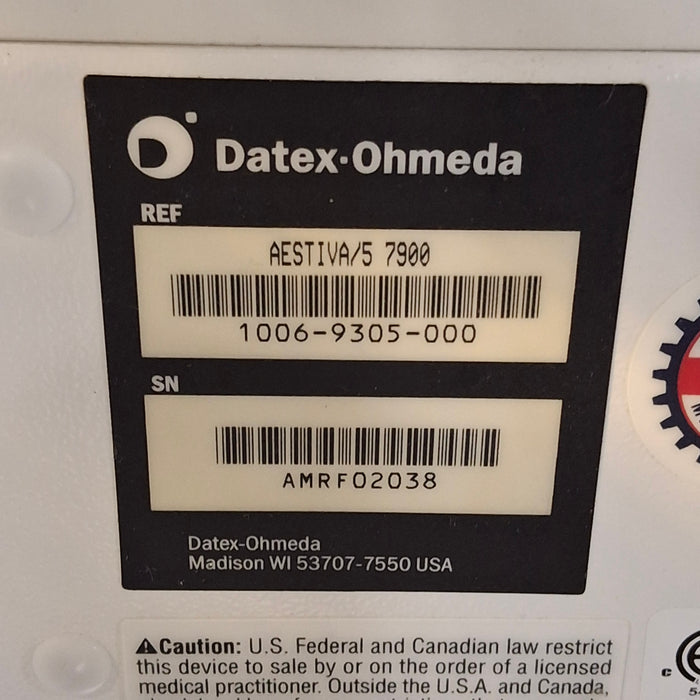 Datex-Ohmeda
REF
AESTIVA/5 7900
1006-9305-000
SN
AMRF02038
Datex-Ohmeda
Madison WI 53707-7550 USA
Caution: U.S. Federal and Canadian law restrict
this device to sale by or on the order of a licensed
medical practitioner. Outside the U.S.A. and Canada,